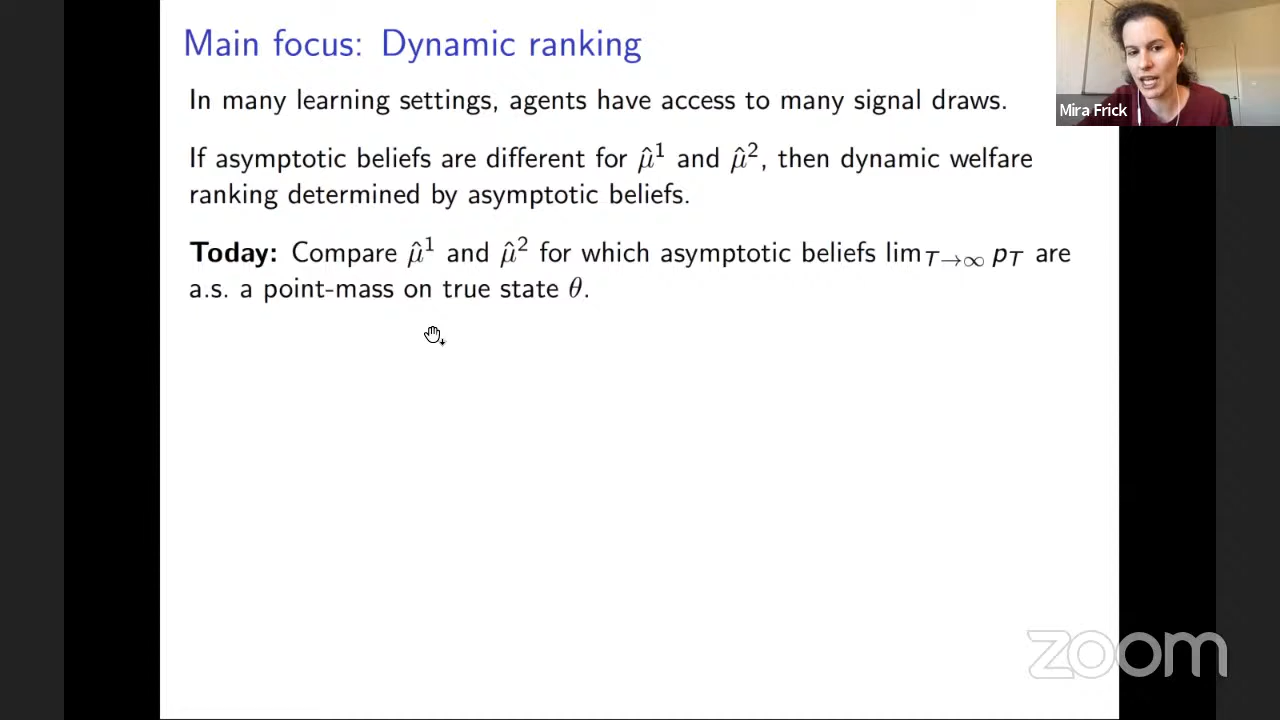 Main focus: Dynamic ranking
In many learning settings, agents have access to many signal draws.
Mira Frick
If asymptotic beliefs are different for μ̂¹ and μ̂², then dynamic welfare
ranking determined by asymptotic beliefs.
Today: Compare μ̂¹ and μ̂² for which asymptotic beliefs lim_{T→∞} p_T are
a.s. a point-mass on true state θ.
zoom